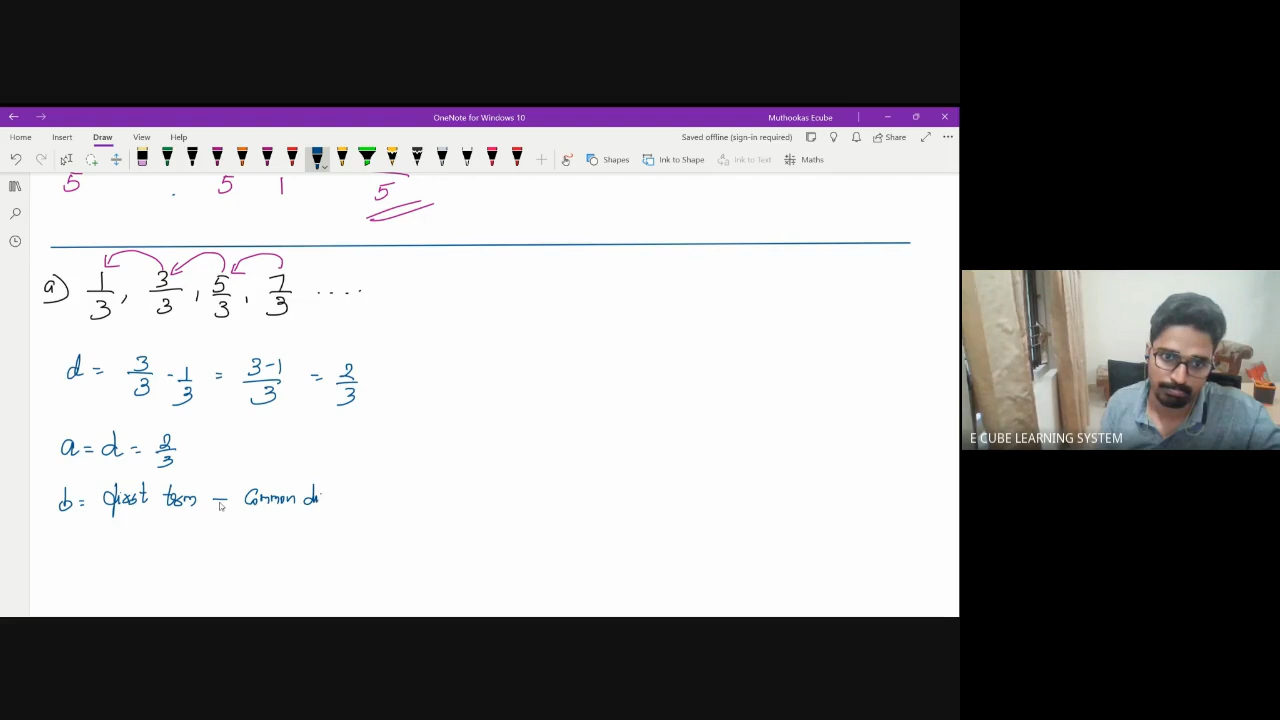 OneNote for Windows 10
Muthookas Ecube
Home Insert Draw View Help
Saved offline (sign-in required)
Share
Shapes
Ink to Shape
Ink to Text
Maths
5 . 5 1 5
a) 1/3, 3/3, 5/3, 7/3 ....
d = 3/3 - 1/3 = 3-1/3 = 2/3
a = d = 2/3
b = first term - common di
E CUBE LEARNING SYSTEM